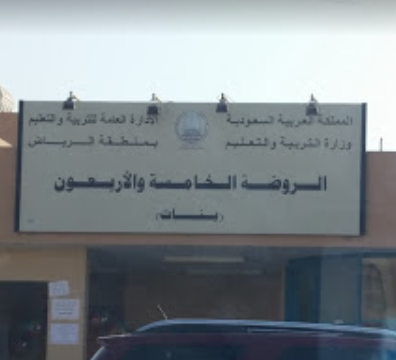 المملكة العربية السعودية
وزارة التربية والتعليم
الإدارة العامة للتربية والتعليم
بمنطقة الرياض
الروضة الخامسة والأربعون
(بنات)